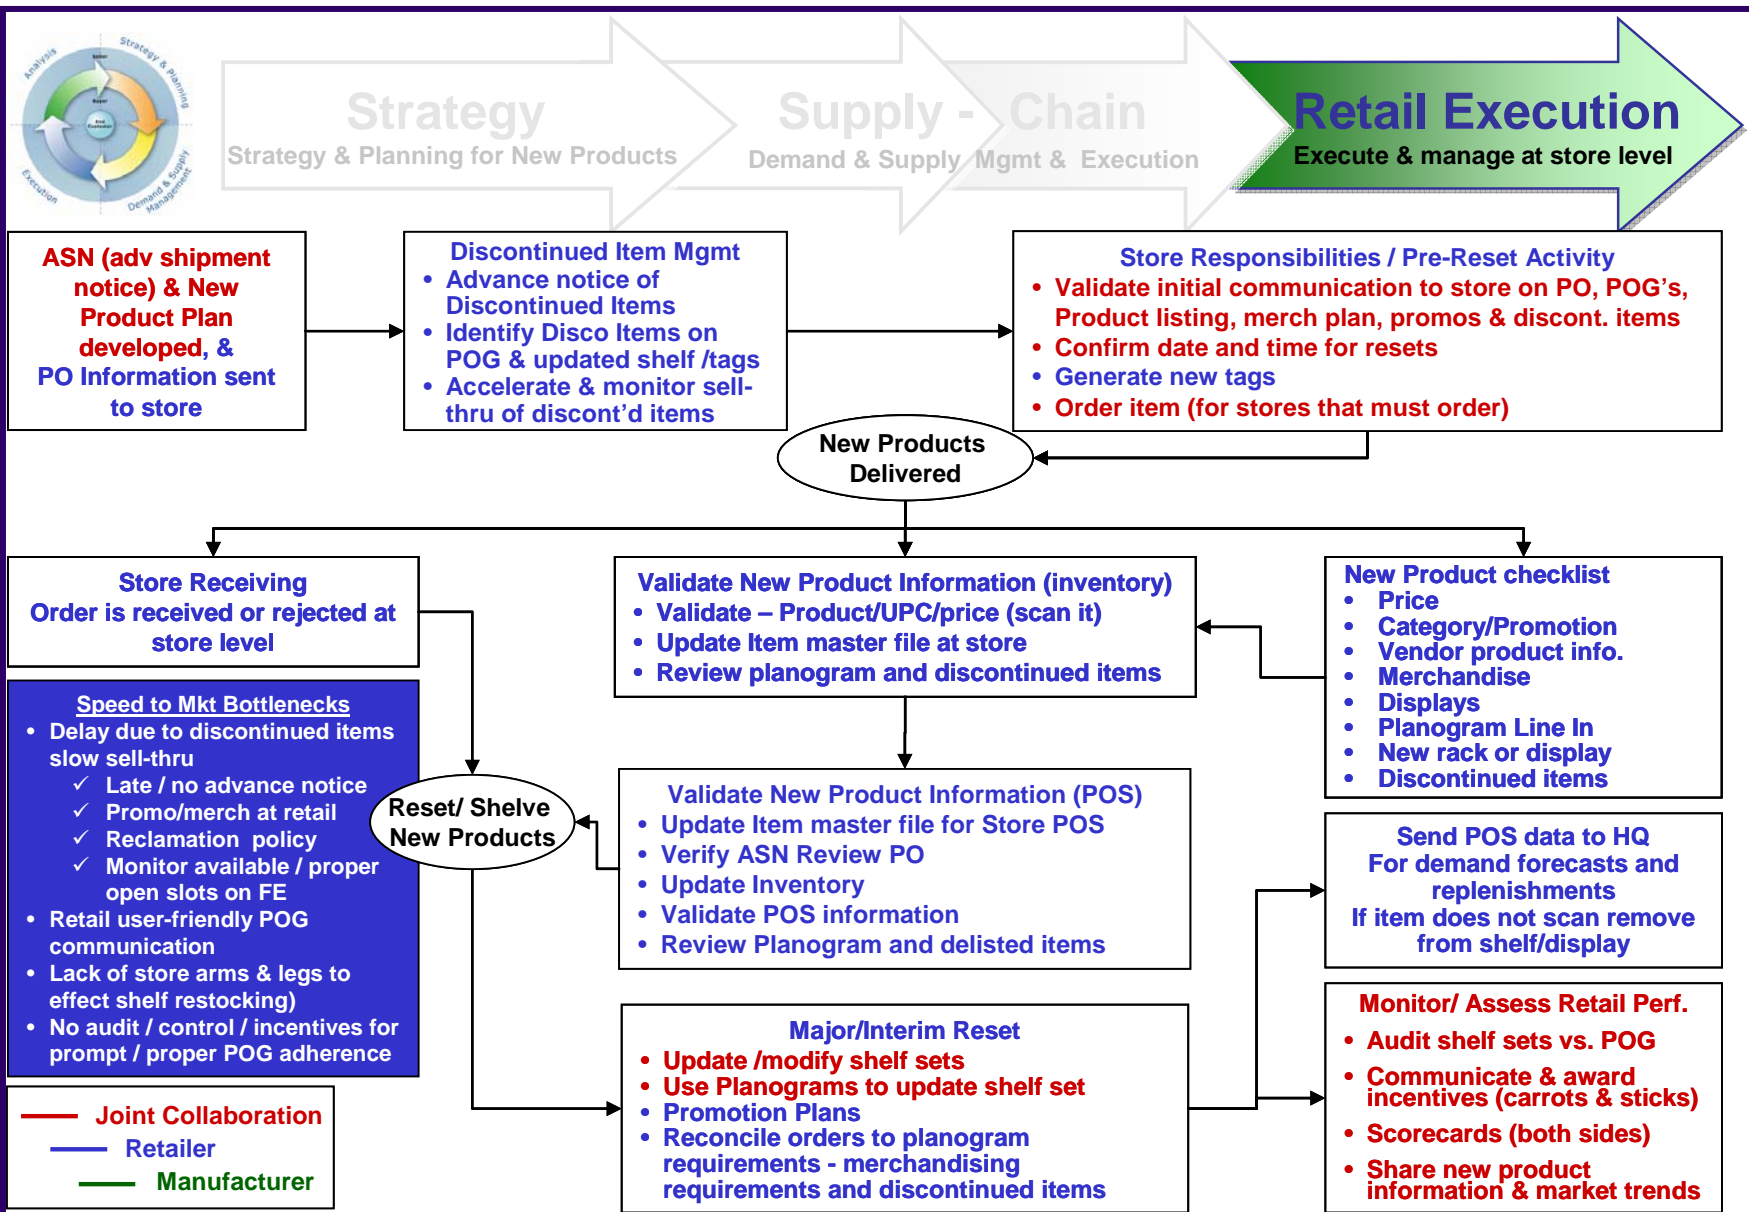 Analysis
Strategy & Planning
Demand & Supply
Management
Execution
Buyer
End
Customer
Strategy
Strategy & Planning for New Products
Supply - Chain
Demand & Supply Mgmt & Execution
Retail Execution
Execute & manage at store level
ASN (adv shipment
notice) & New
Product Plan
developed, &
PO Information sent
to store
Discontinued Item Mgmt
• Advance notice of
Discontinued Items
• Identify Disco Items on
POG & updated shelf /tags
• Accelerate & monitor sell-
thru of discont'd items
Store Responsibilities / Pre-Reset Activity
• Validate initial communication to store on PO, POG's,
Product listing, merch plan, promos & discont. items
• Confirm date and time for resets
• Generate new tags
• Order item (for stores that must order)
New Products
Delivered
Store Receiving
Order is received or rejected at
store level
Validate New Product Information (inventory)
• Validate – Product/UPC/price (scan it)
• Update Item master file at store
• Review planogram and discontinued items
New Product checklist
• Price
• Category/Promotion
• Vendor product info.
• Merchandise
• Displays
• Planogram Line In
• New rack or display
• Discontinued items
Speed to Mkt Bottlenecks
• Delay due to discontinued items
slow sell-thru
✓ Late / no advance notice
✓ Promo/merch at retail
✓ Reclamation policy
✓ Monitor available / proper
open slots on FE
• Retail user-friendly POG
communication
• Lack of store arms & legs to
effect shelf restocking)
• No audit / control / incentives for
prompt / proper POG adherence
Reset/ Shelve
New Products
Validate New Product Information (POS)
• Update Item master file for Store POS
• Verify ASN Review PO
• Update Inventory
• Validate POS information
• Review Planogram and delisted items
Send POS data to HQ
For demand forecasts and
replenishments
If item does not scan remove
from shelf/display
Major/Interim Reset
• Update /modify shelf sets
• Use Planograms to update shelf set
• Promotion Plans
• Reconcile orders to planogram
requirements - merchandising
requirements and discontinued items
Monitor/ Assess Retail Perf.
• Audit shelf sets vs. POG
• Communicate & award
incentives (carrots & sticks)
• Scorecards (both sides)
• Share new product
information & market trends
Joint Collaboration
Retailer
Manufacturer